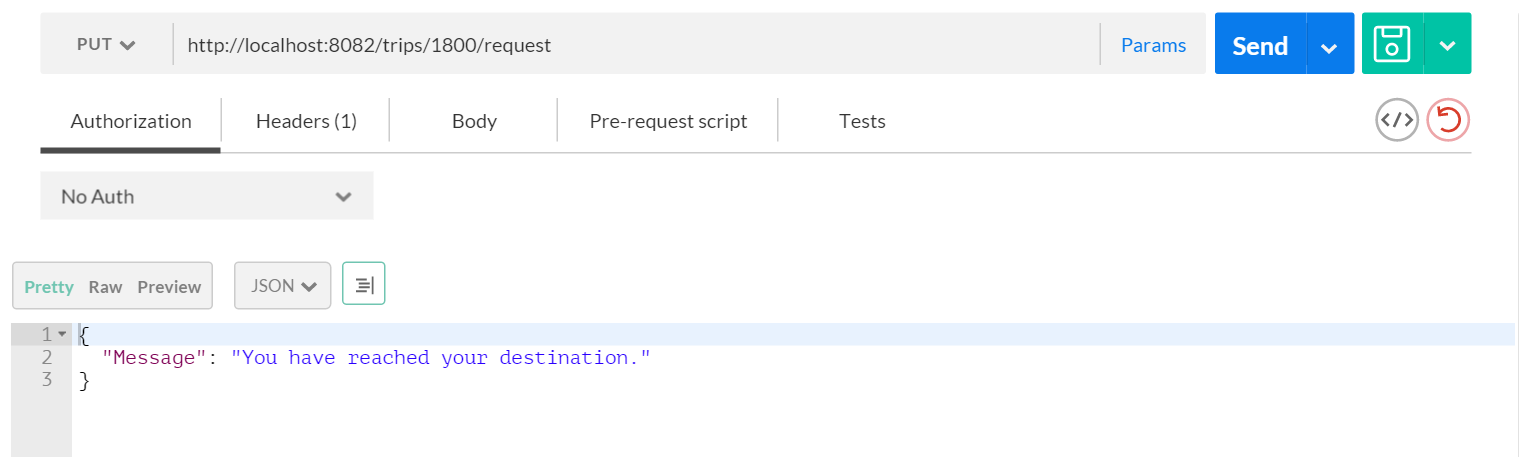 PUT http://localhost:8082/trips/1800/request Params Send
Authorization Headers (1) Body Pre-request script Tests
No Auth
Pretty Raw Preview JSON
1 {
2 "Message": "You have reached your destination."
3 }